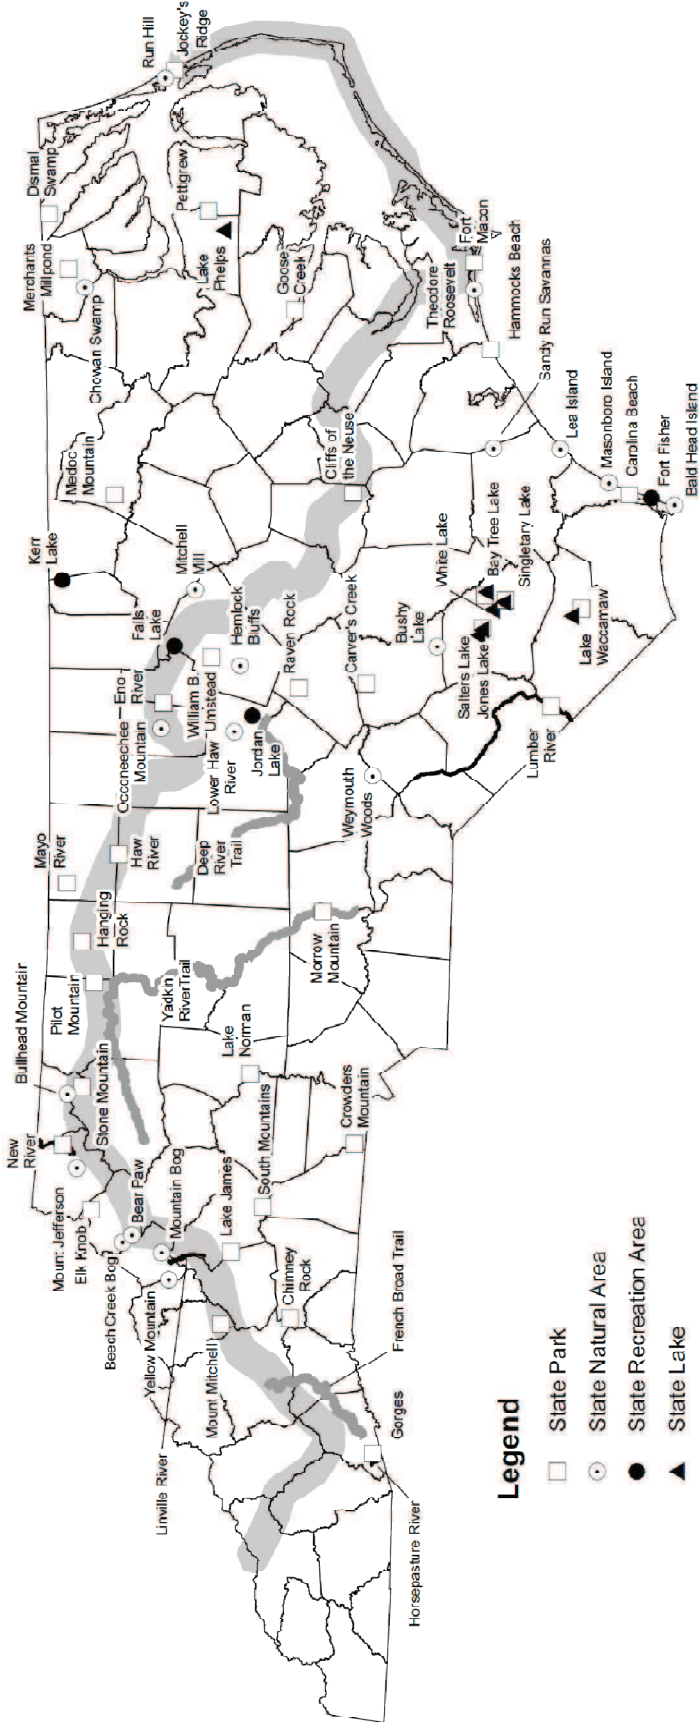 Run Hill
Jockey's
Ridge
Dismal
Swamp
Merchants
Millpond
Chowan Swamp
Pettigrew
Lake
Phelps
Goose
Creek
Medoc
Mountain
Kerr
Lake
Falls
Lake
Mitchell
Mill
Hemlock
Bluffs
Cliffs of
the Neuse
Theodore
Roosevelt
Fort
Macon
Hammocks Beach
Sandy Run Savannas
Lea Island
Masonboro Island
Carolina Beach
Fort Fisher
Bald Head Island
White Lake
Bay Tree Lake
Singletary Lake
Bushy
Lake
Salters Lake
Jones Lake
Lake
Waccamaw
Lumber
River
Carver's Creek
Raven Rock
Eno
River
William B.
Umstead
Occoneechee
Mountain
Lower Haw
River
Jordan
Lake
Weymouth
Woods
Mayo
River
Haw
River
Deep
River
Trail
Hanging
Rock
Pilot
Mountain
Yadkin
RiverTrail
Morrow
Mountain
Bullhead Mountain
Stone Mountain
New
River
Mount Jefferson
Elk Knob
Lake
Norman
Crowders
Mountain
South Mountains
Bear Paw
Mountain Bog
Lake James
Beech Creek Bog
Yellow Mountain
Linville River
Mount Mitchell
Chimney
Rock
French Broad Trail
Gorges
Horsepasture River
Legend
State Park
State Natural Area
State Recreation Area
State Lake